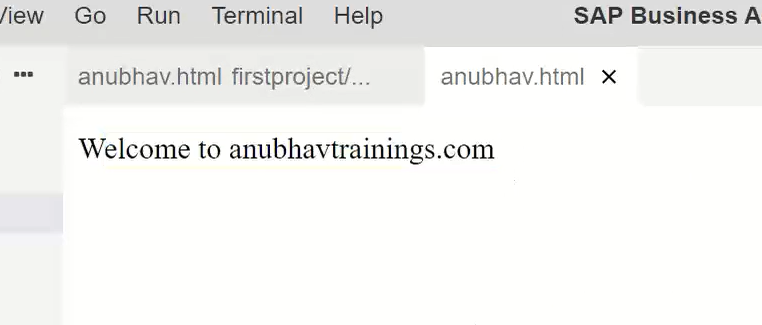 View Go Run Terminal Help SAP Business A
••• anubhav.html firstproject/... anubhav.html ×
Welcome to anubhavtrainings.com